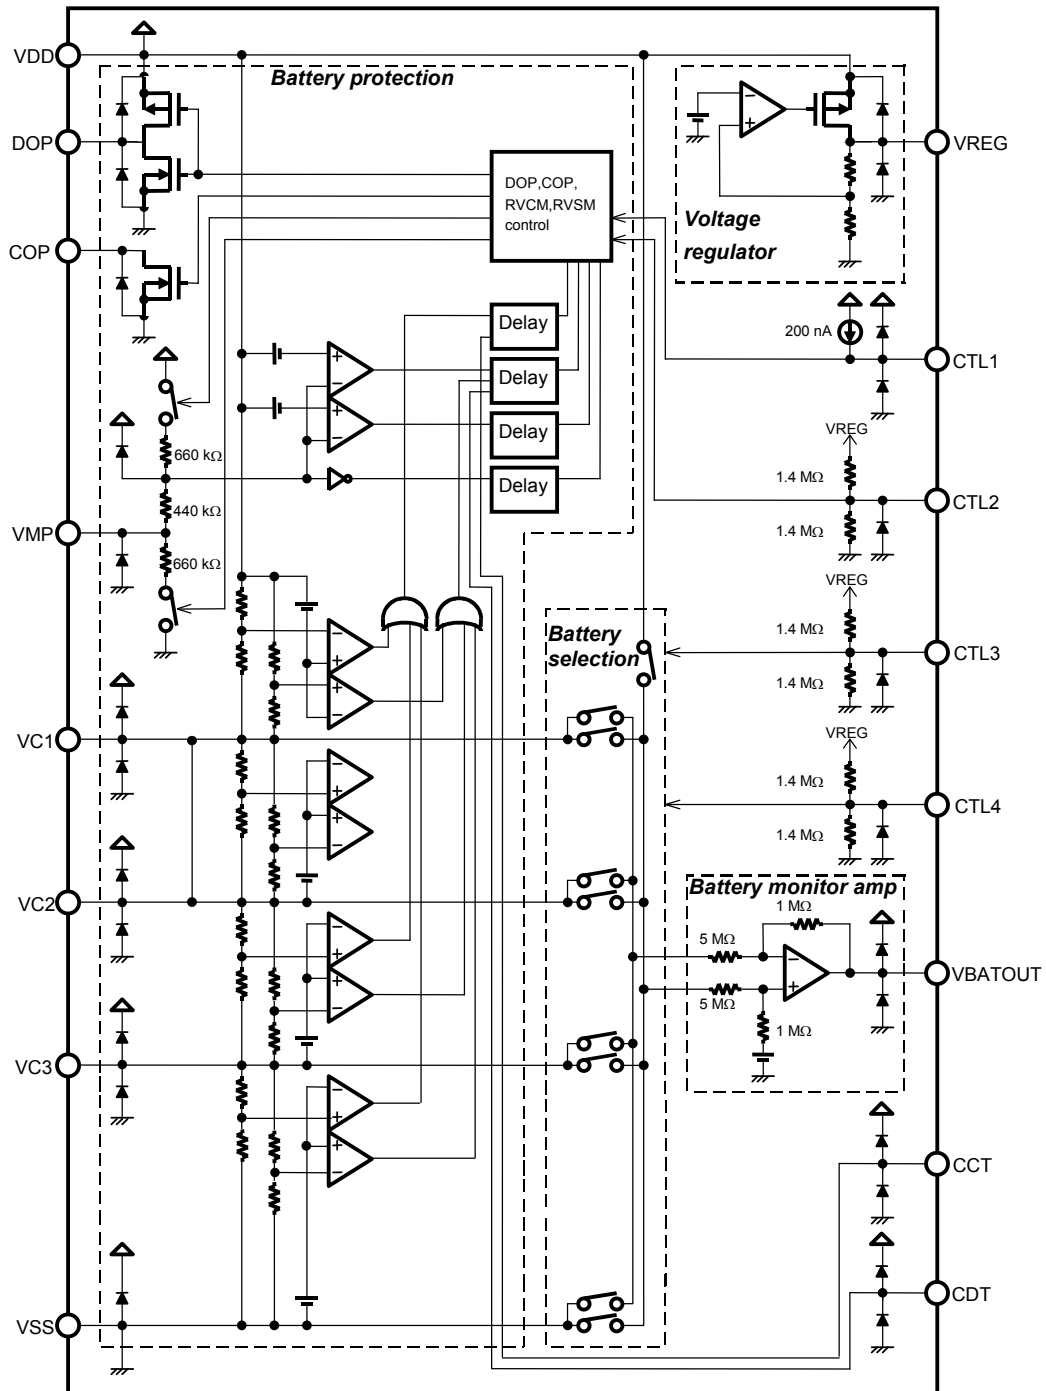 VDD
Battery protection
DOP
VREG
DOP,COP,
RVCM,RVSM
control
Voltage
regulator
COP
Delay
200 nA
CTL1
Delay
VREG
Delay
660 kΩ
1.4 MΩ
Delay
CTL2
440 kΩ
1.4 MΩ
VMP
660 kΩ
VREG
Battery
selection
1.4 MΩ
CTL3
1.4 MΩ
VC1
VREG
1.4 MΩ
CTL4
1.4 MΩ
Battery monitor amp
VC2
1 MΩ
5 MΩ
VBATOUT
5 MΩ
1 MΩ
VC3
CCT
CDT
VSS